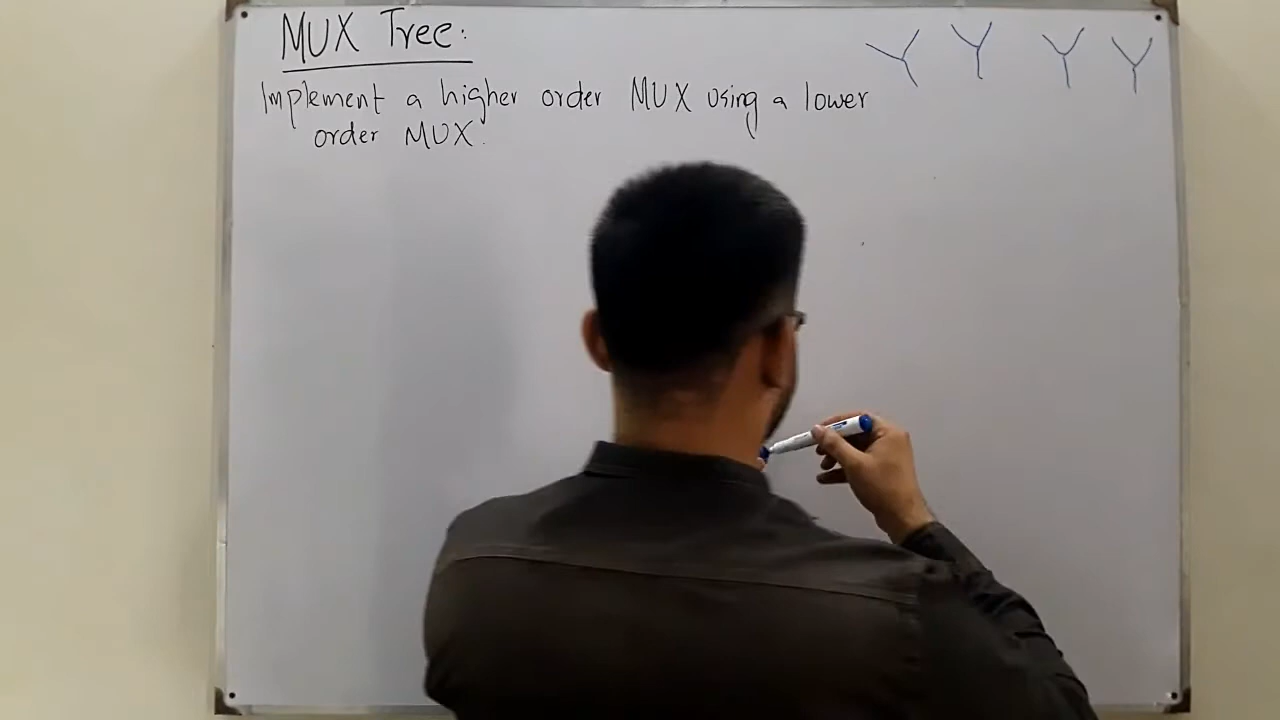 MUX Tree:
Y Y Y Y
Implement a higher order MUX using a lower
order MUX.